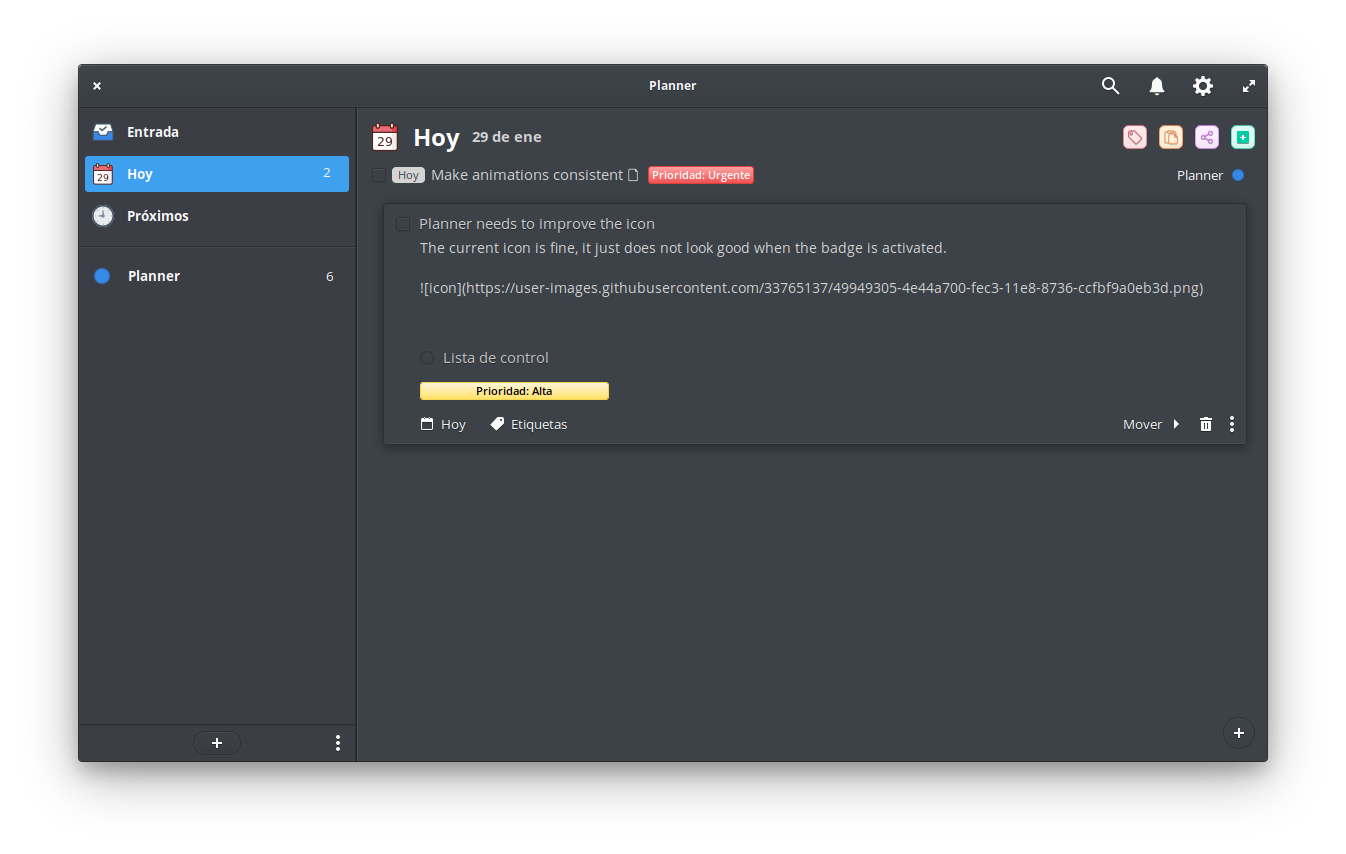 Planner
Entrada
29
Hoy 2
Próximos
Planner 6
29
Hoy 29 de ene
Hoy Make animations consistent Prioridad: Urgente Planner
Planner needs to improve the icon
The current icon is fine, it just does not look good when the badge is activated.
![icon](https://user-images.githubusercontent.com/33765137/49949305-4e44a700-fec3-11e8-8736-ccfbf9a0eb3d.png)
Lista de control
Prioridad: Alta
Hoy Etiquetas Mover